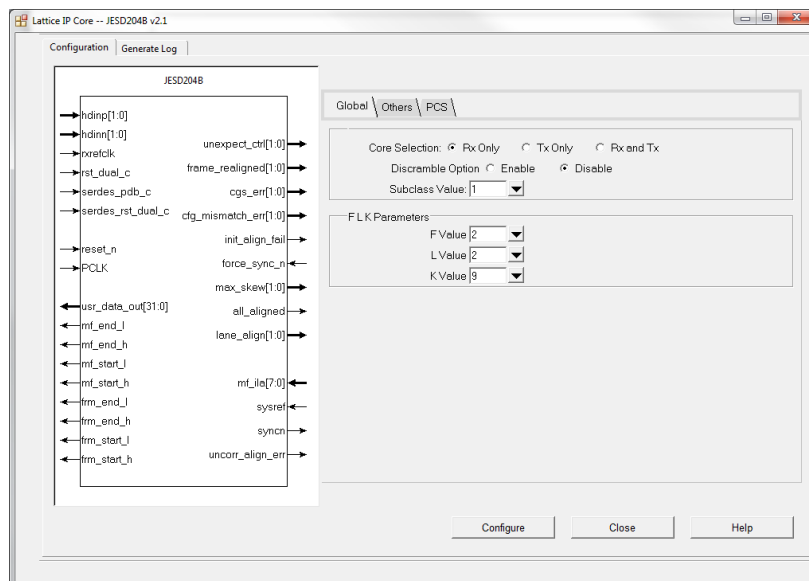 Lattice IP Core -- JESD204B v2.1
Configuration
Generate Log
JESD204B
hdinp[1:0]
hdinn[1:0]
rxrefclk
rst_dual_c
serdes_pdb_c
serdes_rst_dual_c
reset_n
PCLK
usr_data_out[31:0]
mf_end_l
mf_end_h
mf_start_l
mf_start_h
frm_end_l
frm_end_h
frm_start_l
frm_start_h
unexpect_ctrl[1:0]
frame_realigned[1:0]
cgs_err[1:0]
cfg_mismatch_err[1:0]
init_align_fail
force_sync_n
max_skew[1:0]
all_aligned
lane_align[1:0]
mf_ila[7:0]
sysref
syncn
uncorr_align_err
Global
Others
PCS
Core Selection: Rx Only Tx Only Rx and Tx
Discramble Option Enable Disable
Subclass Value: 1
F L K Parameters
F Value 2
L Value 2
K Value 9
Configure
Close
Help